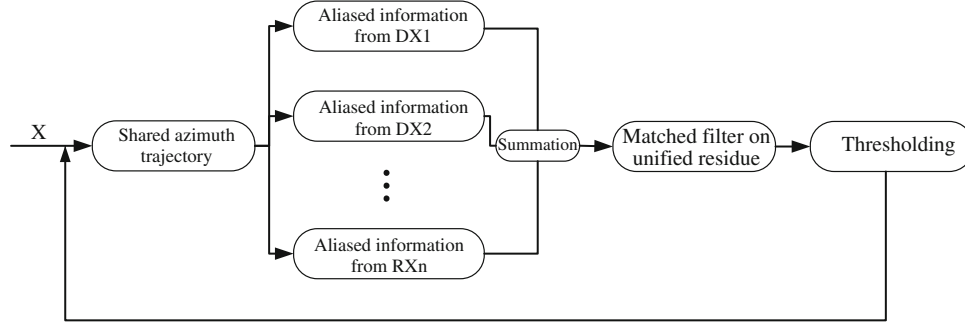 X
Shared azimuth
trajectory
Aliased information
from DX1
Aliased information
from DX2
Aliased information
from RXn
Summation
Matched filter on
unified residue
Thresholding